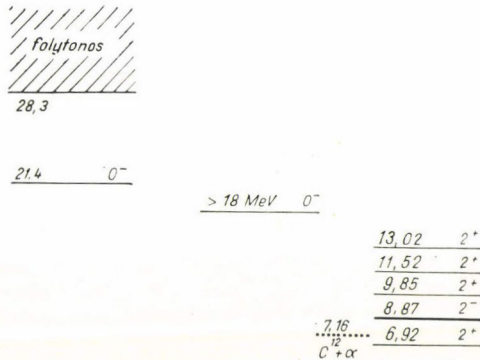 folytonos
28,3
21.4 0⁻
> 18 MeV 0⁻
13,02 2⁺
11,52 2⁺
9,85 2⁺
8,87 2⁻
7,16
6,92 2⁺
C¹²+α